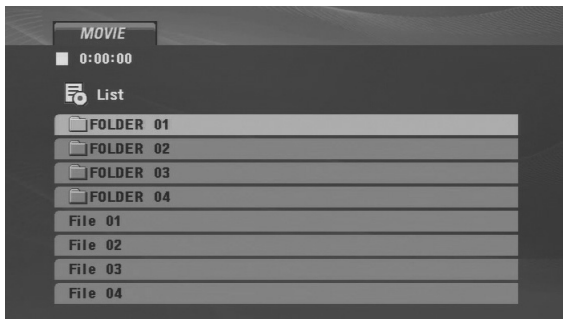 MOVIE
0:00:00
List
FOLDER 01
FOLDER 02
FOLDER 03
FOLDER 04
File 01
File 02
File 03
File 04